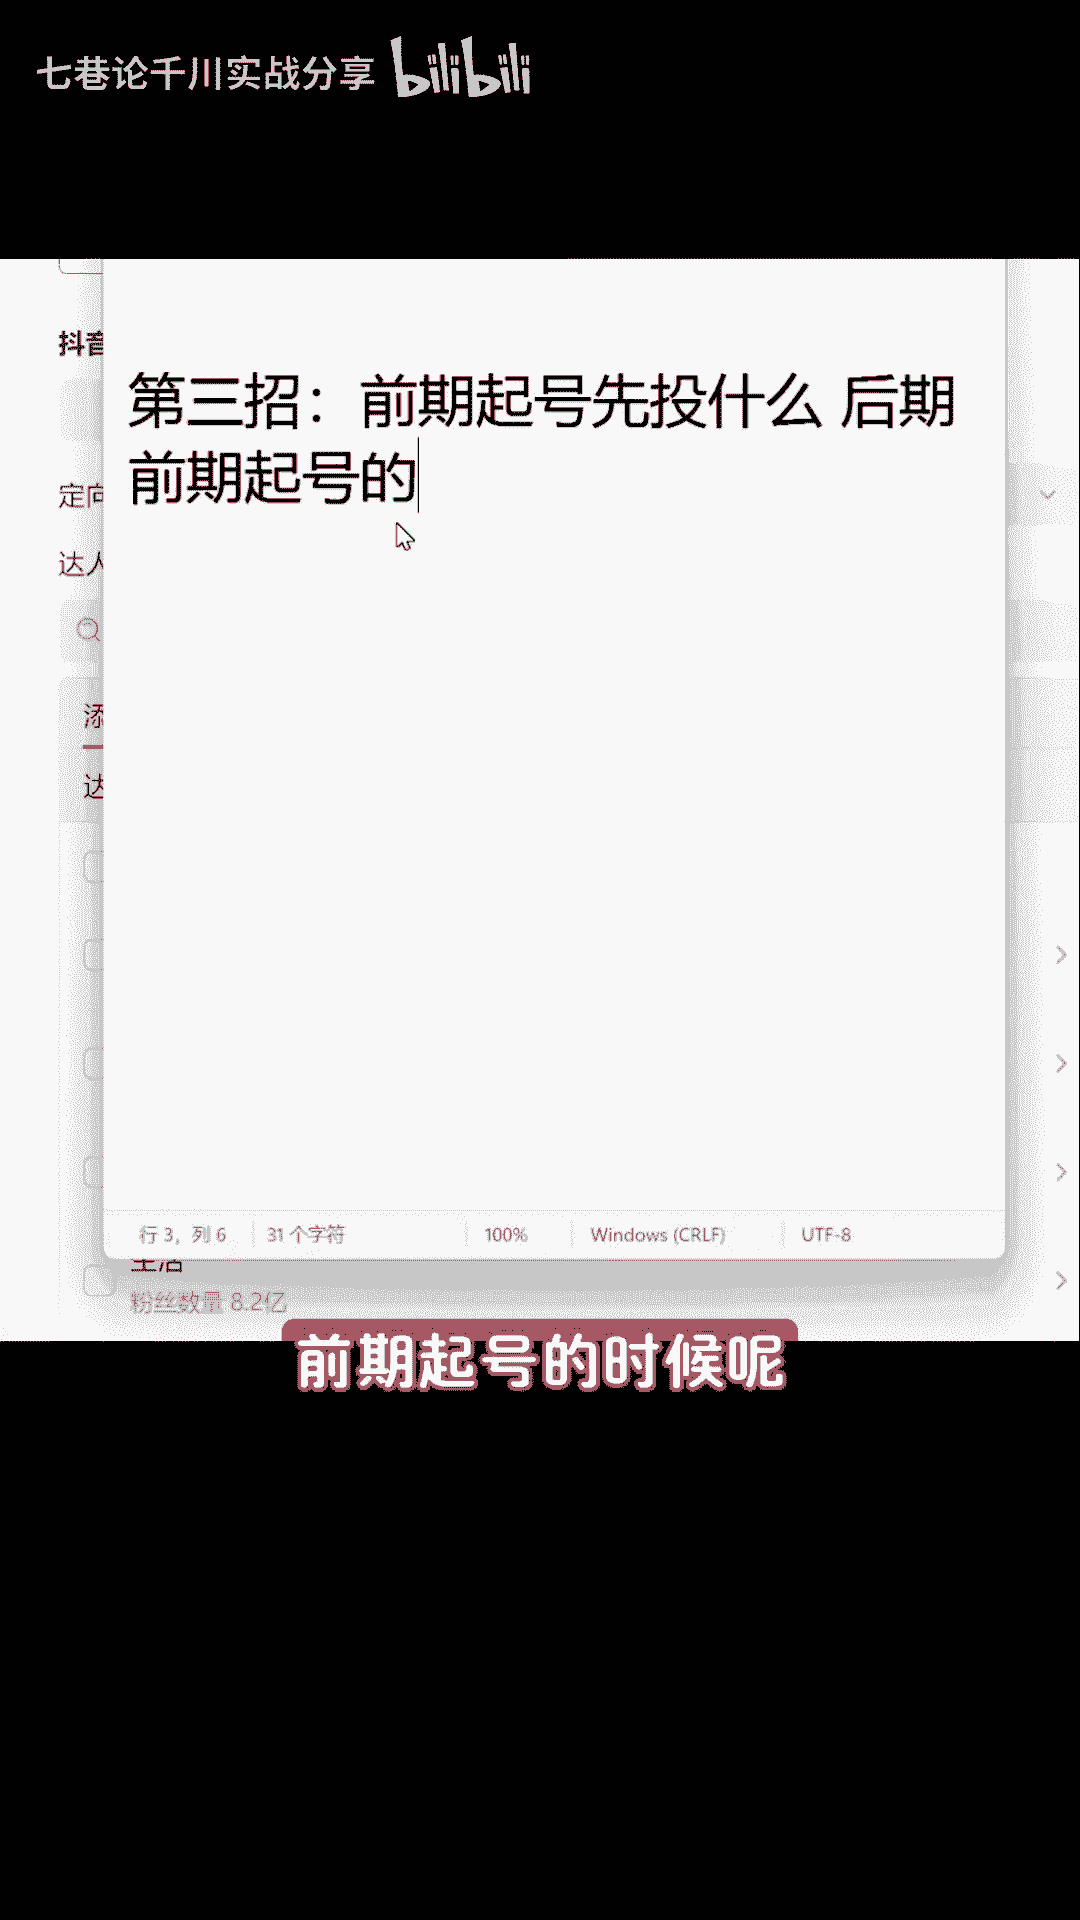 七巷论千川实战分享 bilibili
抖音
第三招：前期起号先投什么 后期
前期起号的
定向
达人
添
达
行 3，列 6 31 个字符 100% Windows (CRLF) UTF-8
生活
粉丝数量 8.2亿
前期起号的时候呢